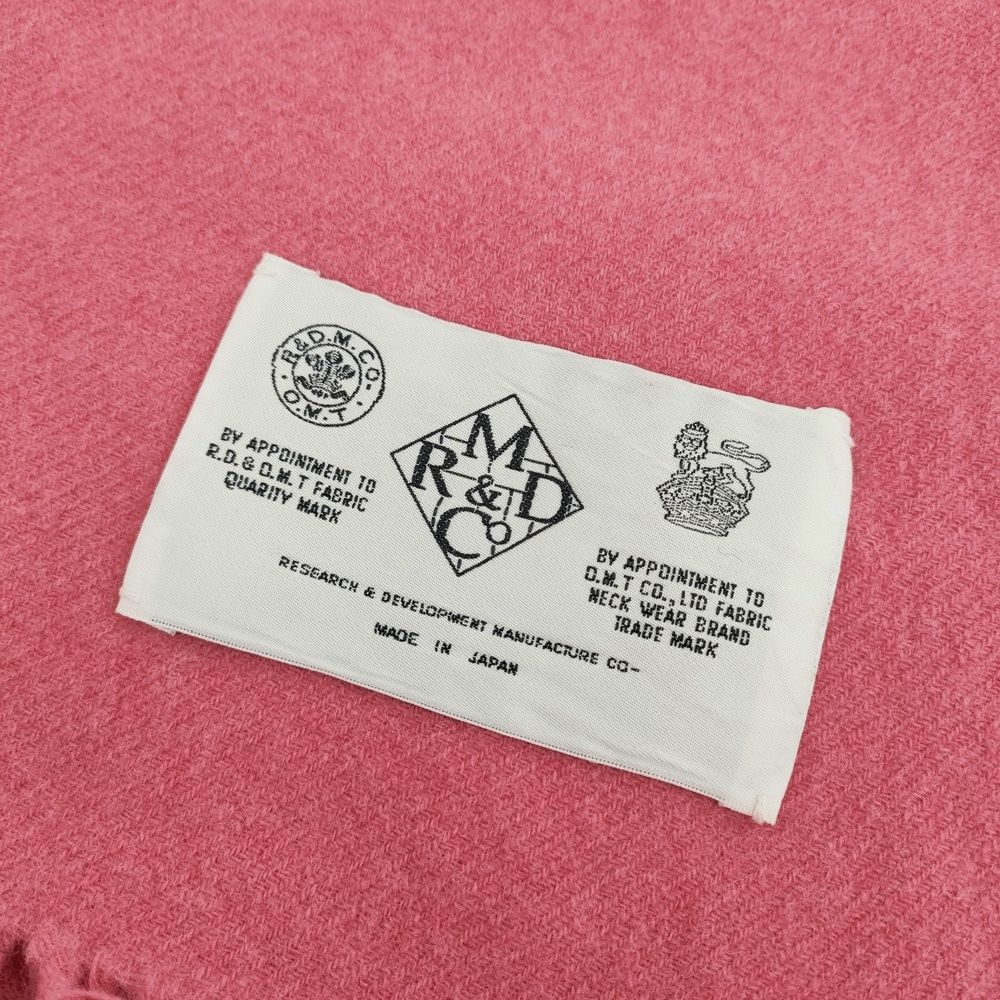 R&D.M.CO-
O.M.T
BY APPOINTMENT TO
R.D.& O.M.T FABRIC
QUARITY MARK
M
R & D
Co
BY APPOINTMENT TO
O.M.T CO.,LTD FABRIC
NECK WEAR BRAND
TRADE MARK
RESEARCH & DEVELOPMENT MANUFACTURE CO-
MADE IN JAPAN